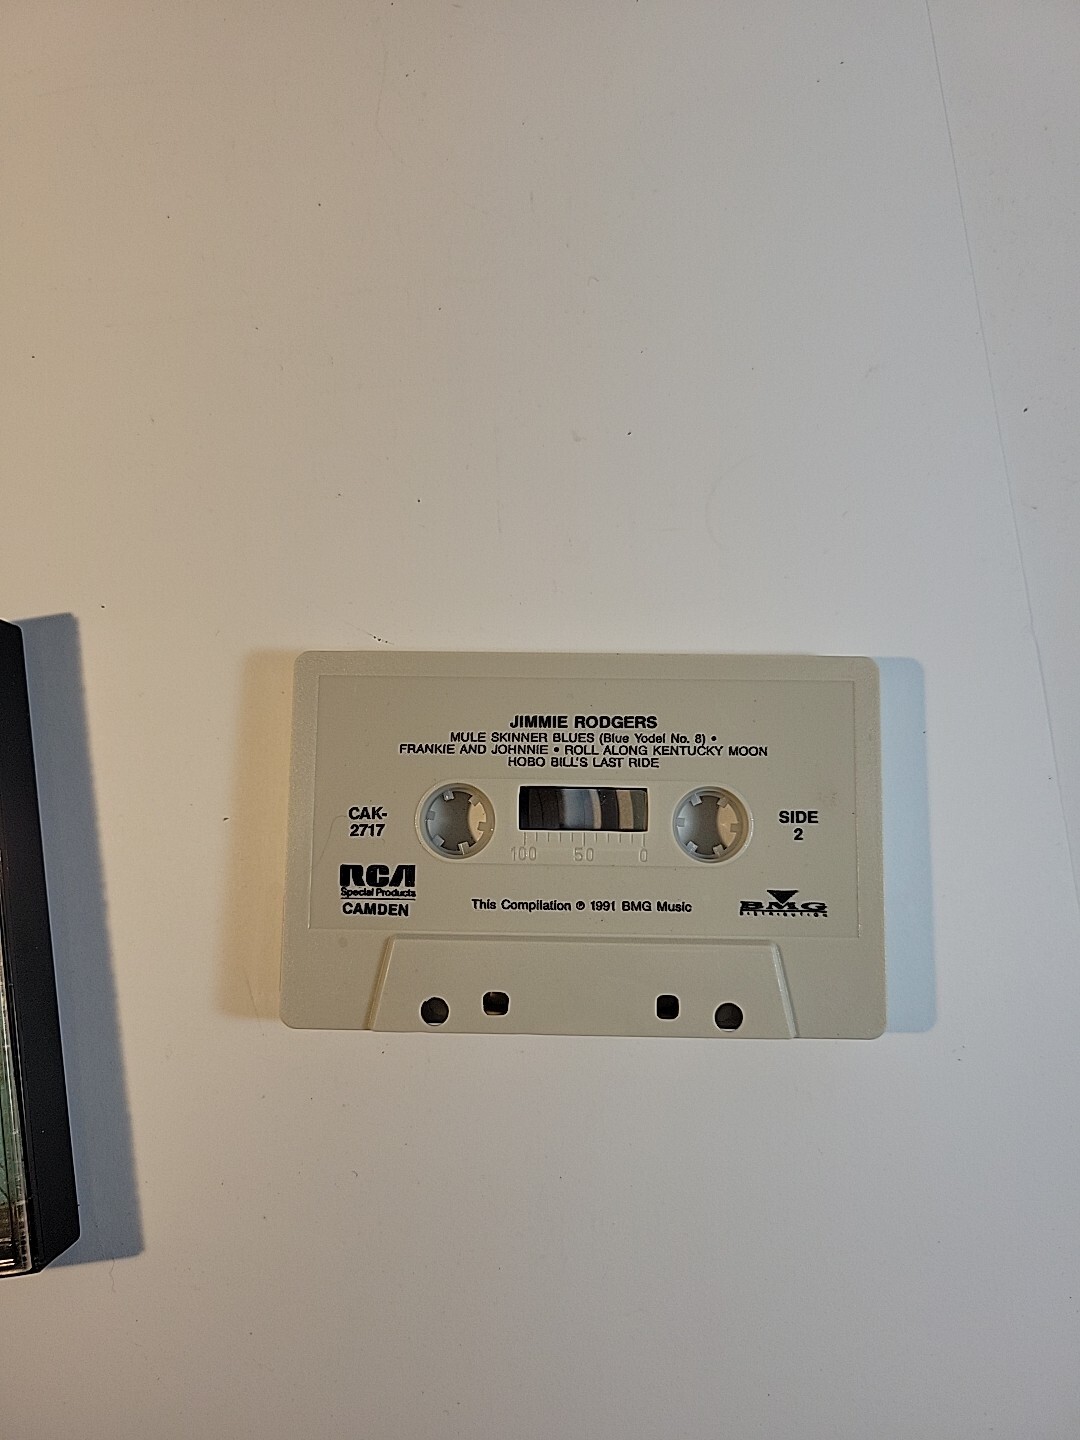 JIMMIE RODGERS
MULE SKINNER BLUES (Blue Yodel No. 8) •
FRANKIE AND JOHNNIE • ROLL ALONG KENTUCKY MOON
HOBO BILL'S LAST RIDE
CAK-
2717
SIDE
2
100 50 0
RCA
Special Products
CAMDEN
This Compilation ℗ 1991 BMG Music
BMG
DISTRIBUTION